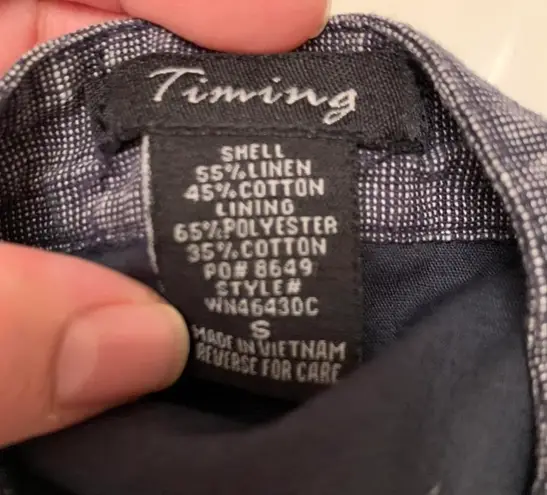 Timing
SHELL
55% LINEN
45% COTTON
LINING
65% POLYESTER
35% COTTON
PO# 8649
STYLE#
WN46430C
S
MADE IN VIETNAM
REVERSE FOR CARE